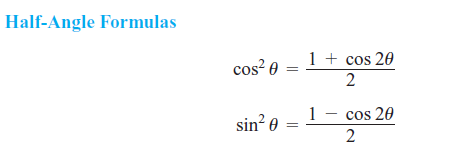 Half-Angle Formulas
cos² θ = (1 + cos 2θ) / 2
sin² θ = (1 − cos 2θ) / 2